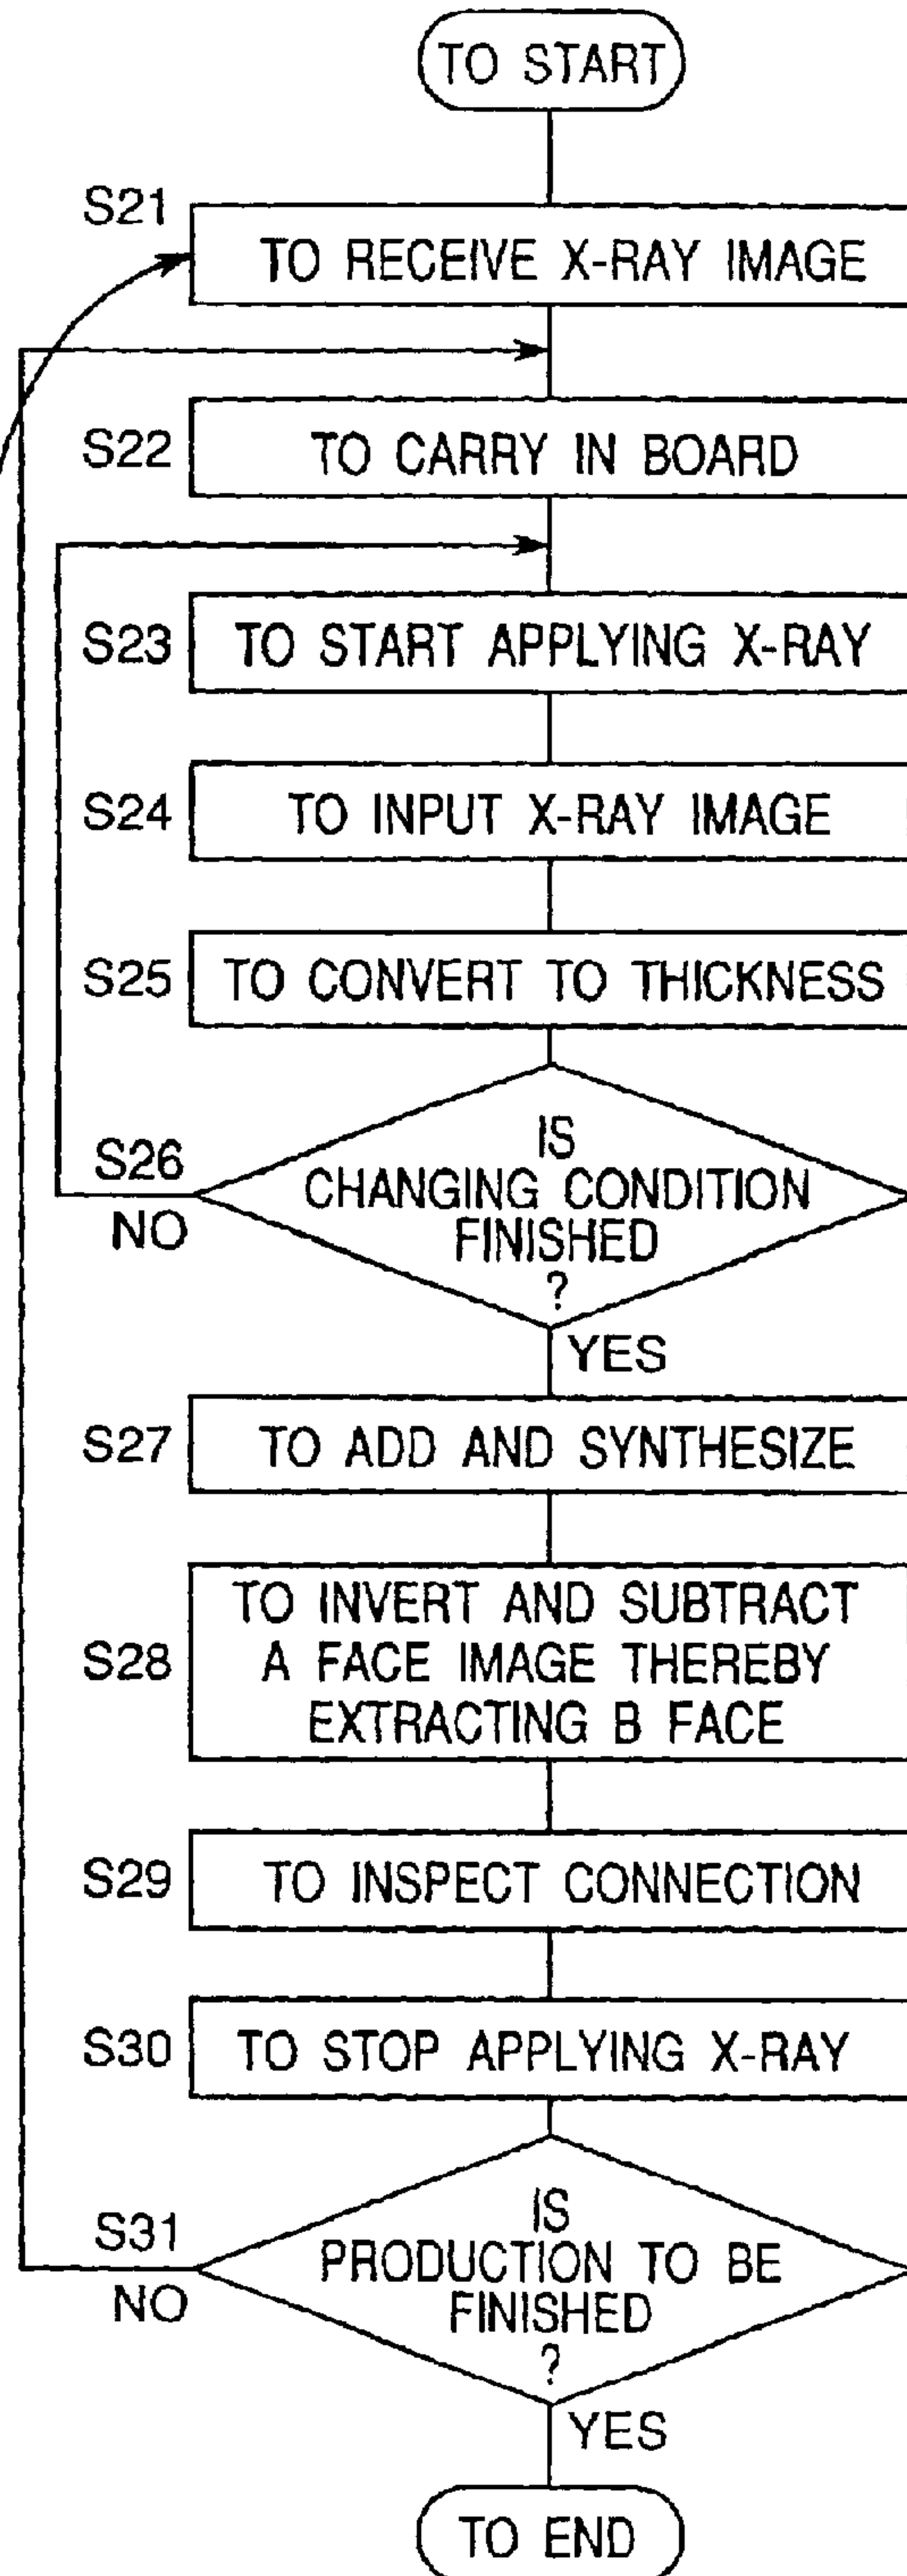 TO START
S21
TO RECEIVE X-RAY IMAGE
S22
TO CARRY IN BOARD
S23
TO START APPLYING X-RAY
S24
TO INPUT X-RAY IMAGE
S25
TO CONVERT TO THICKNESS
S26
NO
IS
CHANGING CONDITION
FINISHED
?
YES
S27
TO ADD AND SYNTHESIZE
S28
TO INVERT AND SUBTRACT
A FACE IMAGE THEREBY
EXTRACTING B FACE
S29
TO INSPECT CONNECTION
S30
TO STOP APPLYING X-RAY
S31
NO
IS
PRODUCTION TO BE
FINISHED
?
YES
TO END